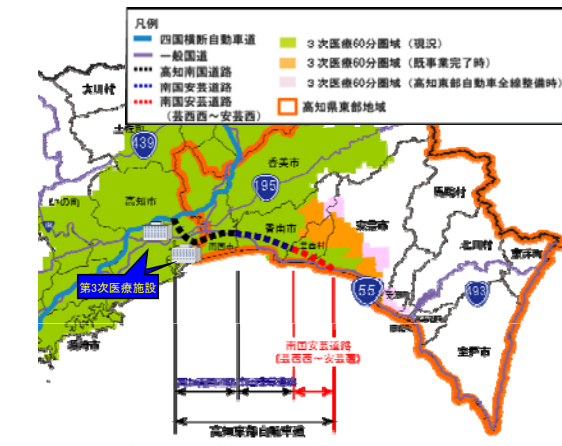 凡例
四国横断自動車道
一般国道
高知南国道路
南国安芸道路
南国安芸道路
(芸西西～安芸西)
3次医療60分圏域(現況)
3次医療60分圏域(既事業完了時)
3次医療60分圏域(高知東部自動車全線整備時)
高知県東部地域
439
香美市
195
高知市
いの町
香南市
南国市
芸西村
安芸市
馬路村
北川村
東洋町
第3次医療施設
55
493
室戸市
南国安芸道路
(芸西西～安芸西)
高知東部自動車道